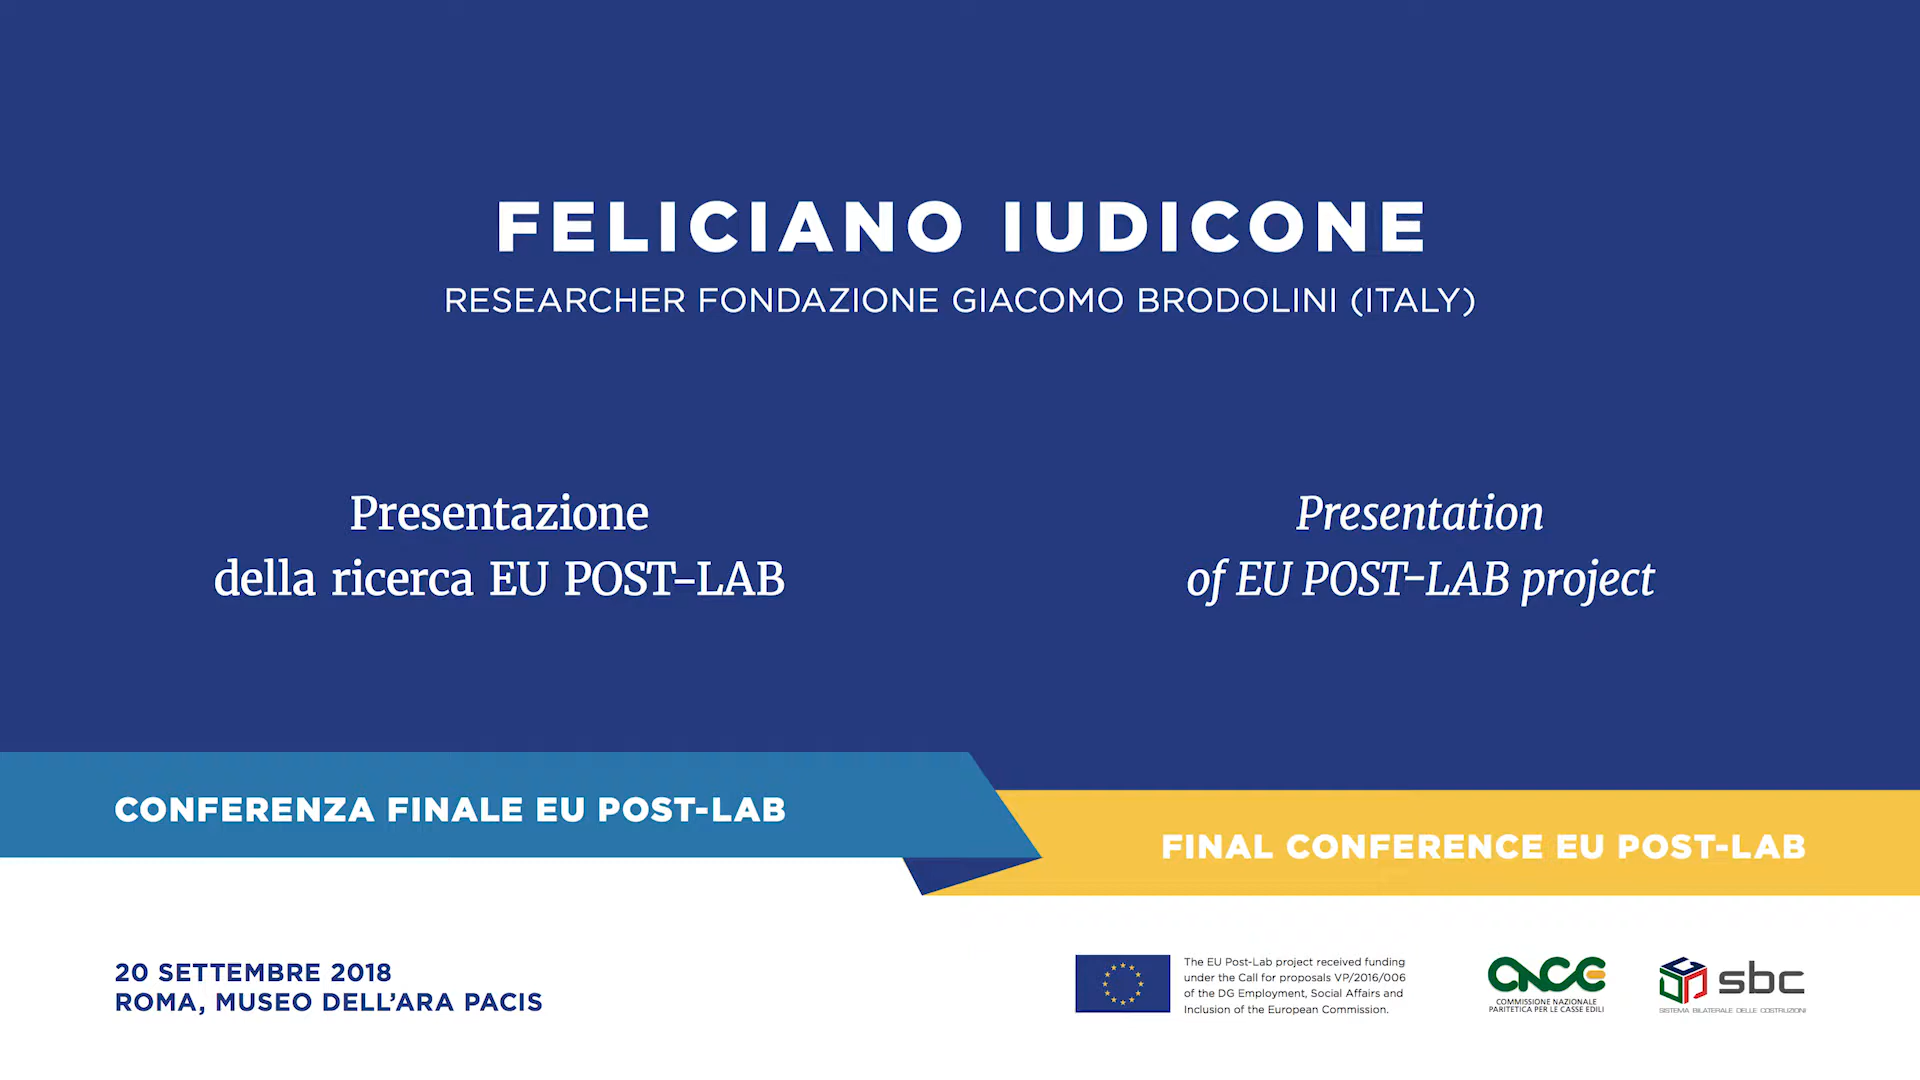 FELICIANO IUDICONE
RESEARCHER FONDAZIONE GIACOMO BRODOLINI (ITALY)
Presentazione
della ricerca EU POST-LAB
Presentation
of EU POST-LAB project
CONFERENZA FINALE EU POST-LAB
FINAL CONFERENCE EU POST-LAB
20 SETTEMBRE 2018
ROMA, MUSEO DELL'ARA PACIS
The EU Post-Lab project received funding
under the Call for proposals VP/2016/006
of the DG Employment, Social Affairs and
Inclusion of the European Commission.
CNCE
COMMISSIONE NAZIONALE
PARITETICA PER LE CASSE EDILI
sbc
SISTEMA BILATERALE DELLE COSTRUZIONI